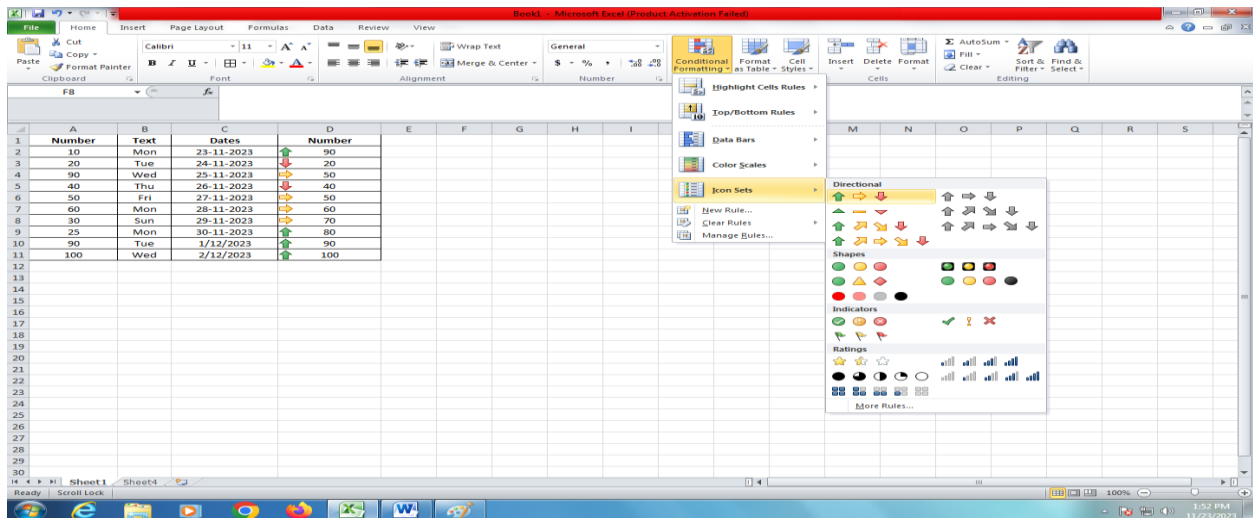 Book1 - Microsoft Excel (Product Activation Failed)
File Home Insert Page Layout Formulas Data Review View
Cut
Copy
Format Painter
Paste
Clipboard
Calibri 11
B I U
Font
Wrap Text
Merge & Center
Alignment
General
$ % ,
Number
Conditional Formatting
Format as Table
Cell Styles
Insert Delete Format
Cells
Σ AutoSum
Fill
Clear
Sort & Filter
Find & Select
Editing
F8 fx
Highlight Cells Rules
Top/Bottom Rules
Data Bars
Color Scales
Icon Sets
New Rule...
Clear Rules
Manage Rules...
Directional
Shapes
Indicators
Ratings
More Rules...
A B C D E F G H I M N O P Q R S
1 Number Text Dates Number
2 10 Mon 23-11-2023 90
3 20 Tue 24-11-2023 20
4 90 Wed 25-11-2023 50
5 40 Thu 26-11-2023 40
6 50 Fri 27-11-2023 50
7 60 Mon 28-11-2023 60
8 30 Sun 29-11-2023 70
9 25 Mon 30-11-2023 80
10 90 Tue 1/12/2023 90
11 100 Wed 2/12/2023 100
12
13
14
15
16
17
18
19
20
21
22
23
24
25
26
27
28
29
30
Sheet1 Sheet4
Ready Scroll Lock 100%
1:52 PM
11/23/2023